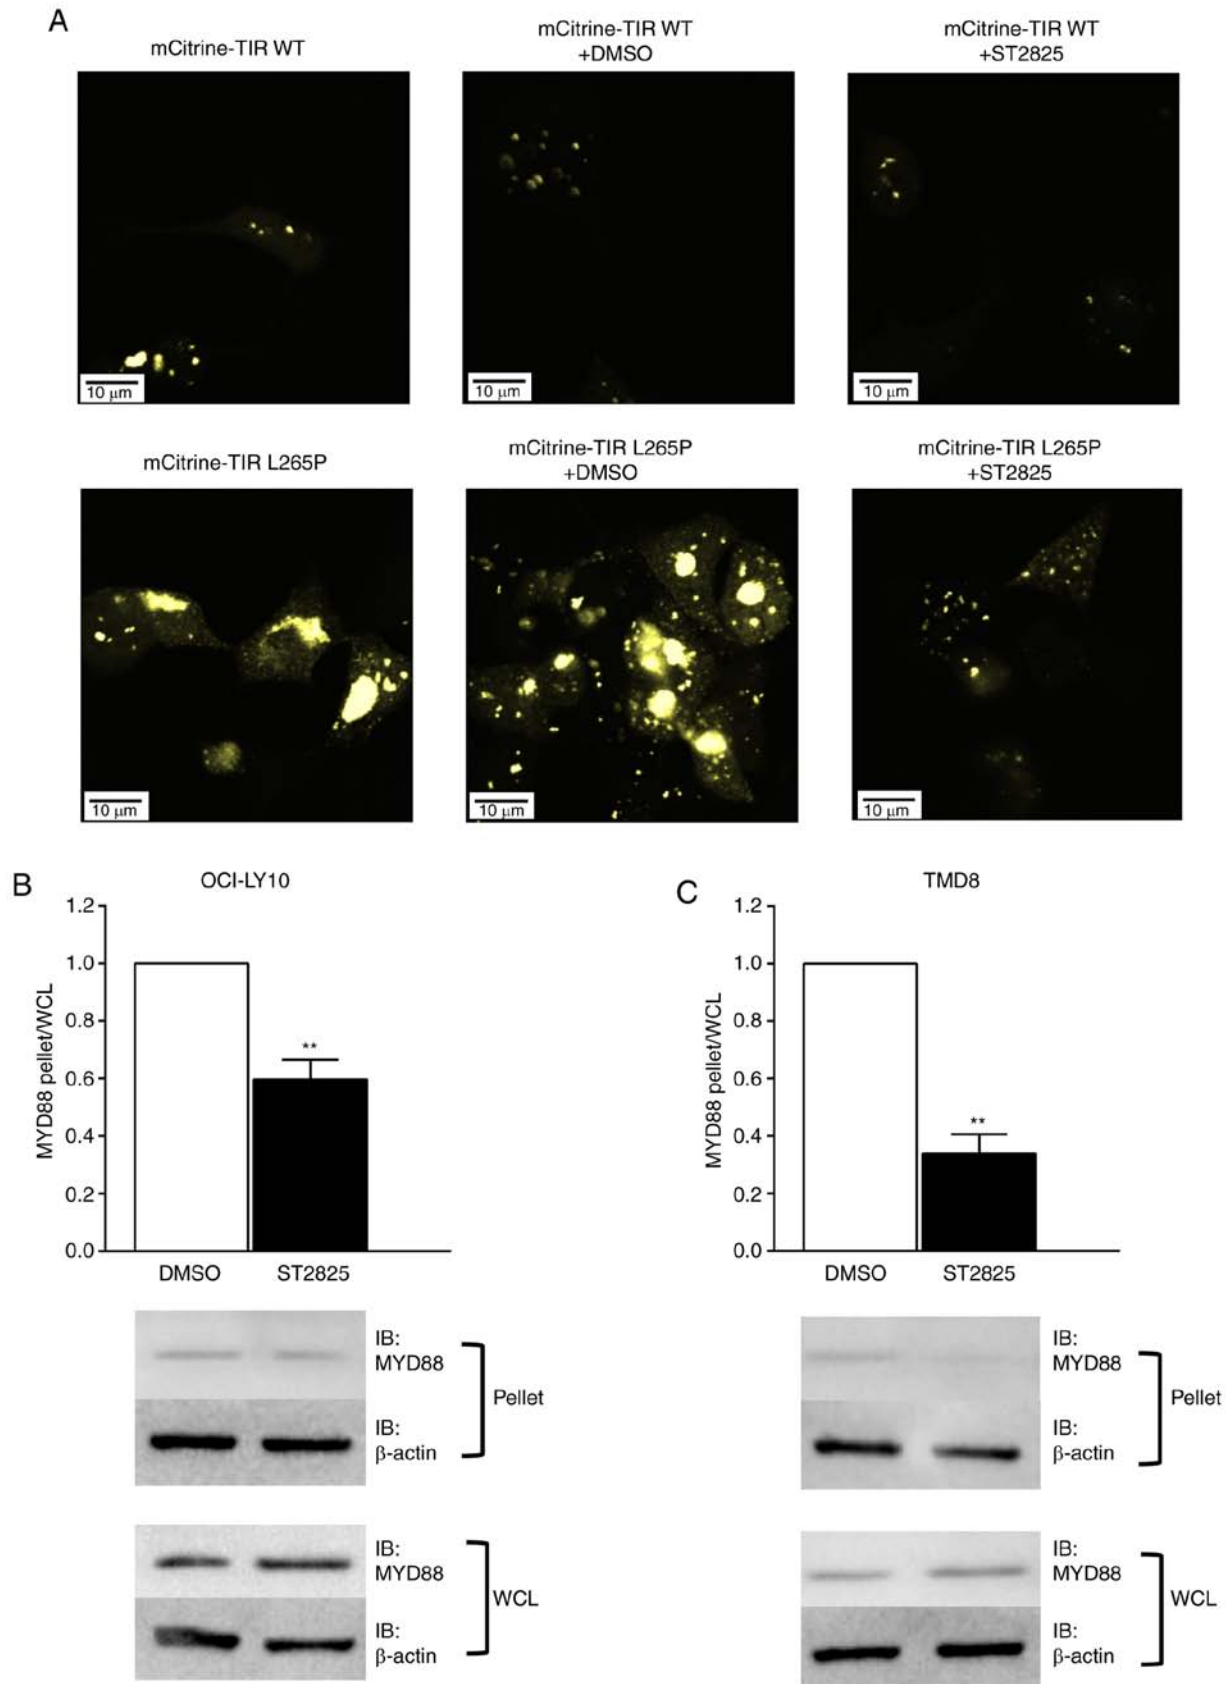 A
mCitrine-TIR WT
mCitrine-TIR WT
+DMSO
mCitrine-TIR WT
+ST2825
10 μm
10 μm
10 μm
mCitrine-TIR L265P
mCitrine-TIR L265P
+DMSO
mCitrine-TIR L265P
+ST2825
10 μm
10 μm
10 μm
B
OCI-LY10
MYD88 pellet/WCL
1.2
1.0
0.8
0.6
0.4
0.2
0.0
**
DMSO
ST2825
IB:
MYD88
IB:
β-actin
Pellet
IB:
MYD88
IB:
β-actin
WCL
C
TMD8
MYD88 pellet/WCL
1.2
1.0
0.8
0.6
0.4
0.2
0.0
**
DMSO
ST2825
IB:
MYD88
IB:
β-actin
Pellet
IB:
MYD88
IB:
β-actin
WCL